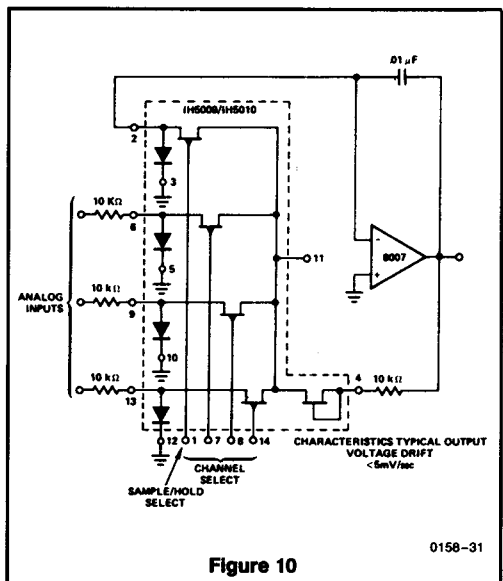 .01 μF
IH5009/IH5010
2
3
10 KΩ
6
5
11
8007
-
+
ANALOG
INPUTS
10 kΩ
9
10
10 kΩ
13
4
10 kΩ
12
1
7
8
14
CHARACTERISTICS TYPICAL OUTPUT
VOLTAGE DRIFT
<5mV/sec
CHANNEL
SELECT
SAMPLE/HOLD
SELECT
0158–31
Figure 10